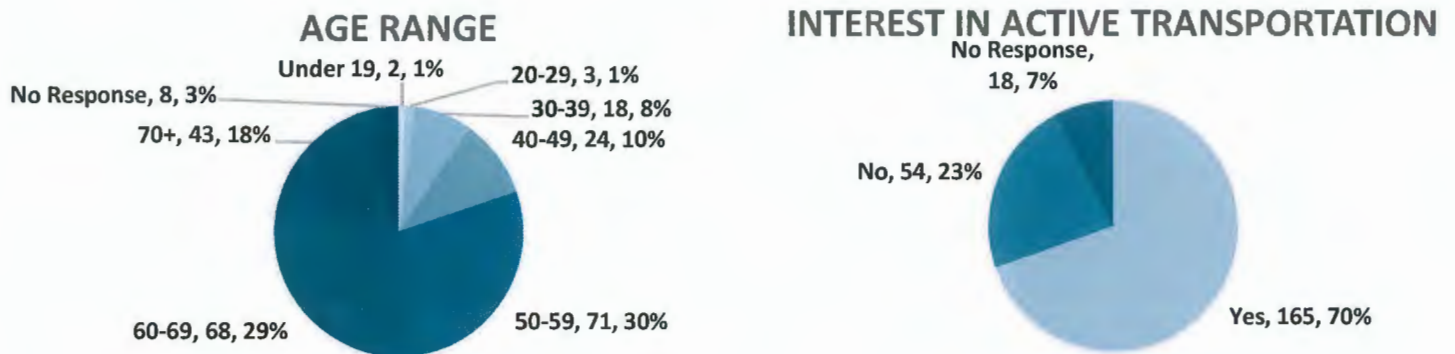 AGE RANGE
Under 19, 2, 1%
20-29, 3, 1%
No Response, 8, 3%
30-39, 18, 8%
70+, 43, 18%
40-49, 24, 10%
60-69, 68, 29%
50-59, 71, 30%
INTEREST IN ACTIVE TRANSPORTATION
No Response,
18, 7%
No, 54, 23%
Yes, 165, 70%